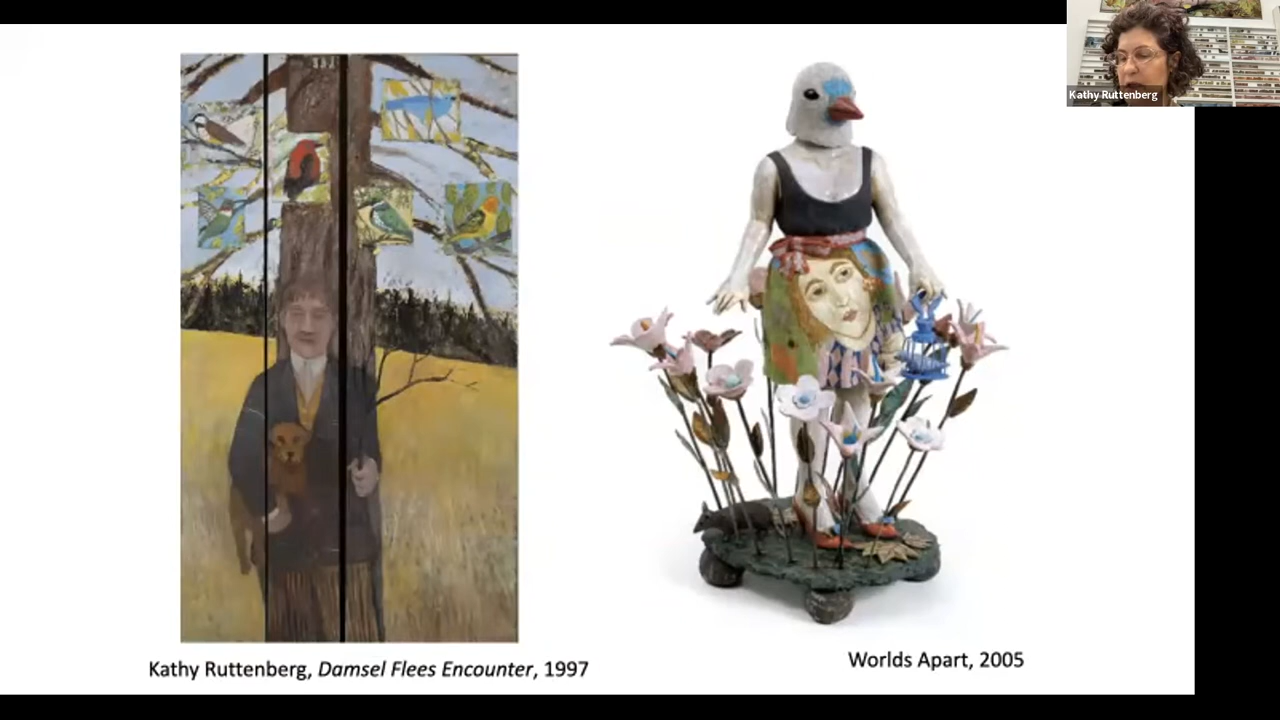 Kathy Ruttenberg
Kathy Ruttenberg, Damsel Flees Encounter, 1997
Worlds Apart, 2005